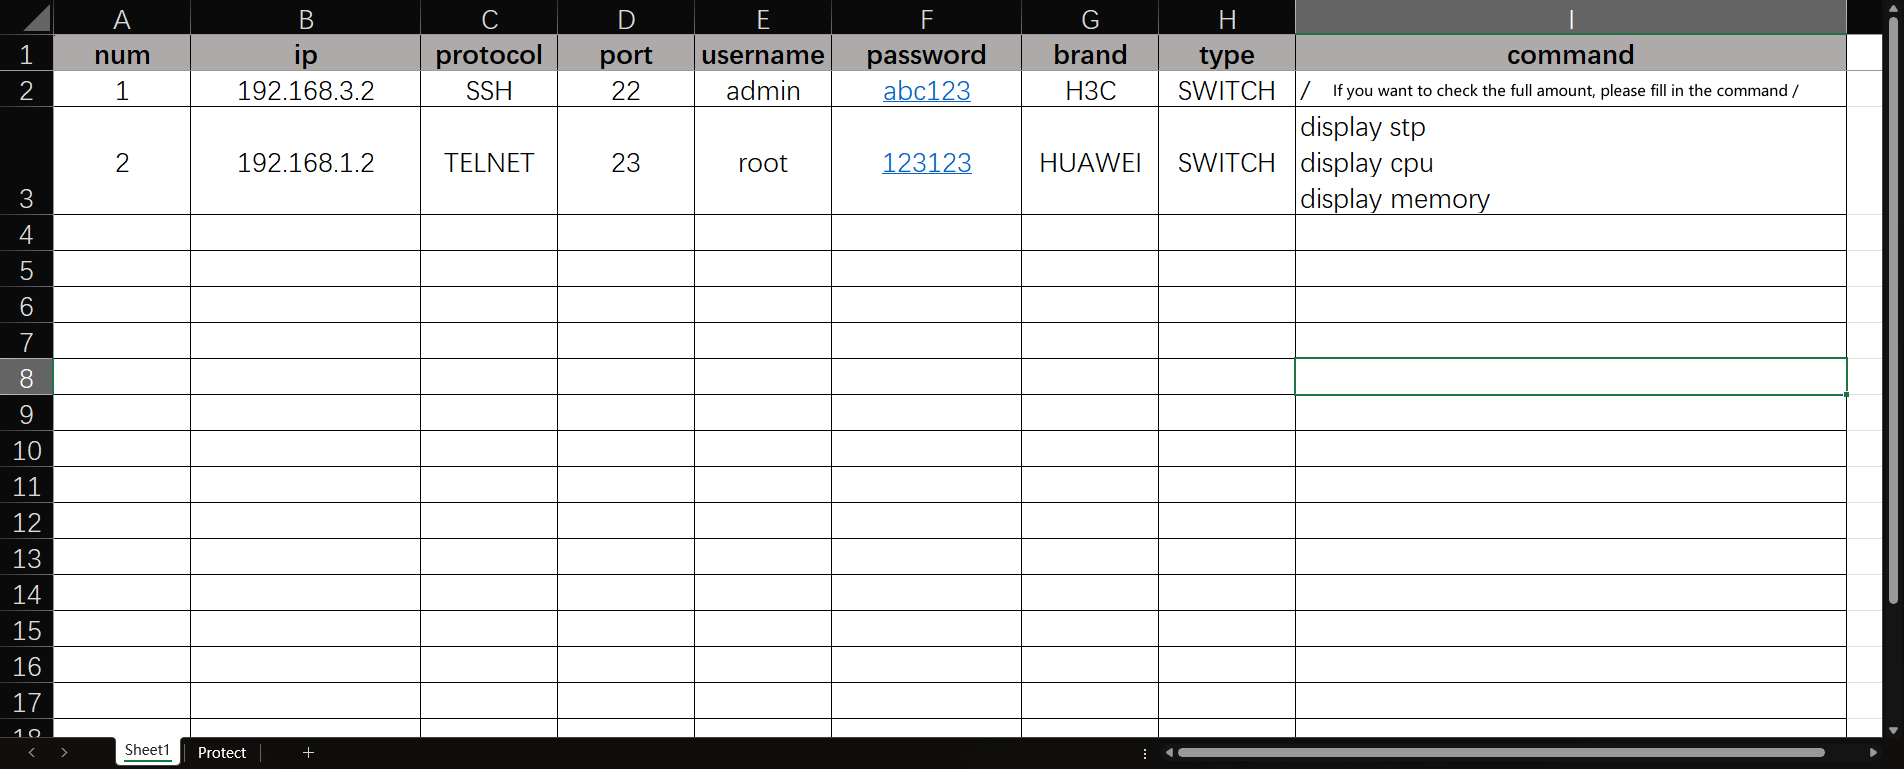 A B C D E F G H I
1 num ip protocol port username password brand type command
2 1 192.168.3.2 SSH 22 admin abc123 H3C SWITCH / If you want to check the full amount, please fill in the command /
display stp
2 192.168.1.2 TELNET 23 root 123123 HUAWEI SWITCH display cpu
3 display memory
4
5
6
7
8
9
10
11
12
13
14
15
16
17
18
Sheet1 Protect +